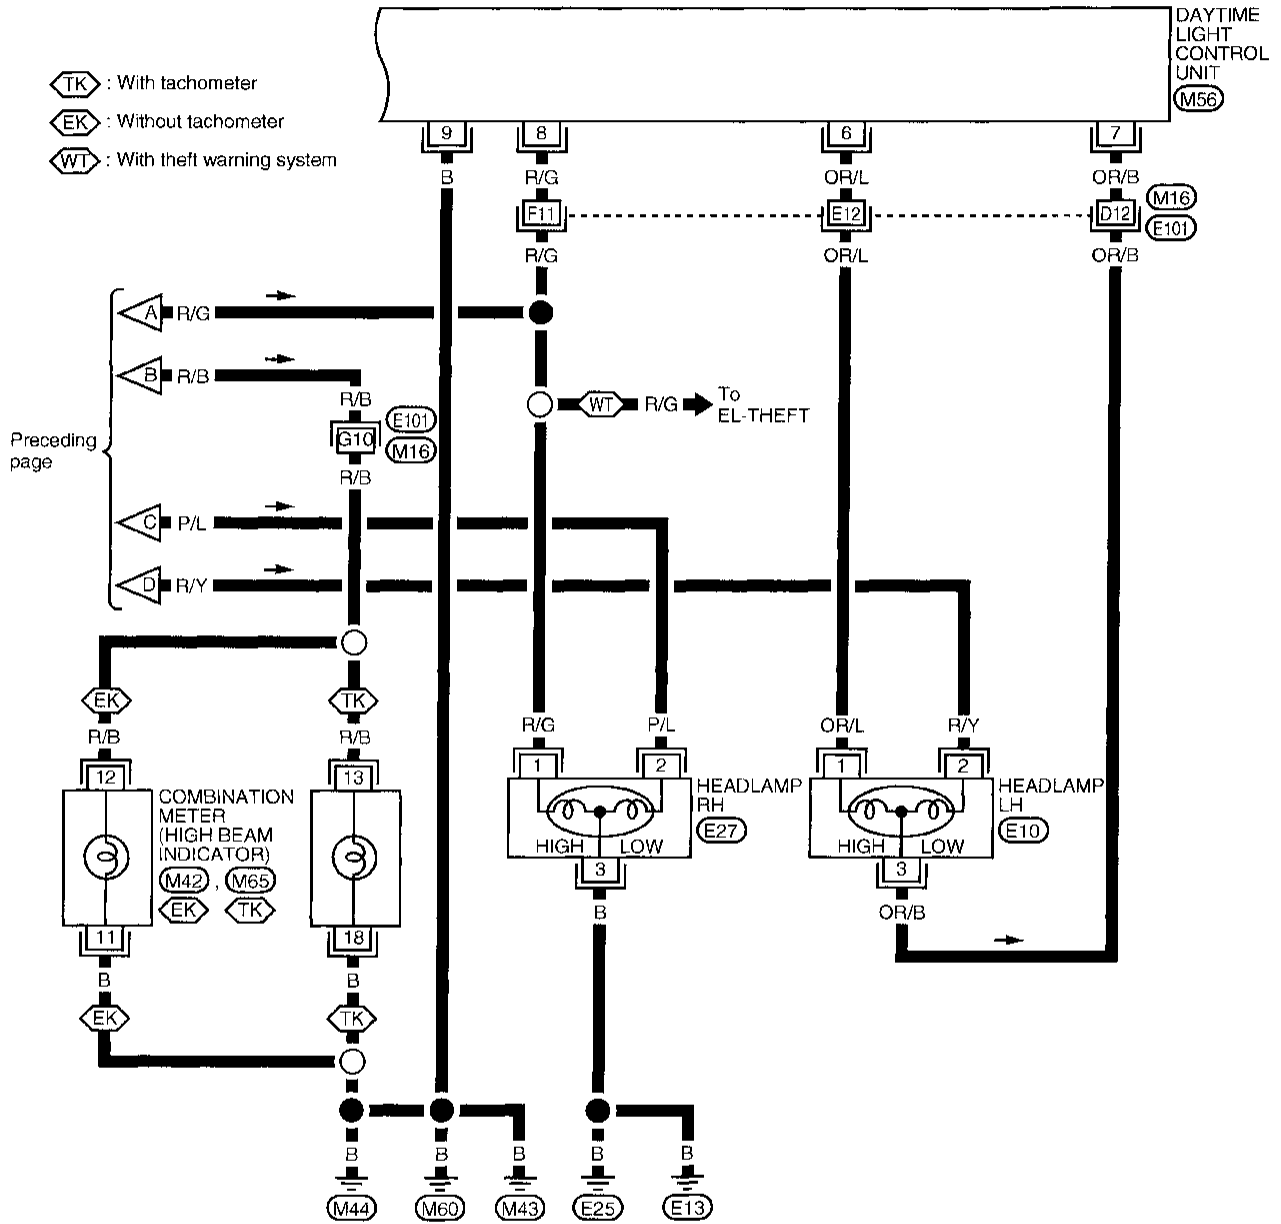 DAYTIME
LIGHT
CONTROL
UNIT
M56
TK : With tachometer
EK : Without tachometer
WT : With theft warning system
9 8 6 7
B R/G OR/L OR/B
F11 E12 D12 M16
E101
R/G OR/L OR/B
A R/G
B R/B
R/B
WT R/G To
EL-THEFT
E101
G10 M16
Preceding
page
R/B
C P/L
D R/Y
EK TK
R/B R/B R/G P/L OR/L R/Y
12 13 1 2 1 2
COMBINATION
METER
(HIGH BEAM
INDICATOR)
M42 , M65
EK TK
HEADLAMP
RH
E27
HEADLAMP
LH
E10
HIGH LOW HIGH LOW
3 3
11 18 B OR/B
B B
EK TK
B B B B B
M44 M60 M43 E25 E13